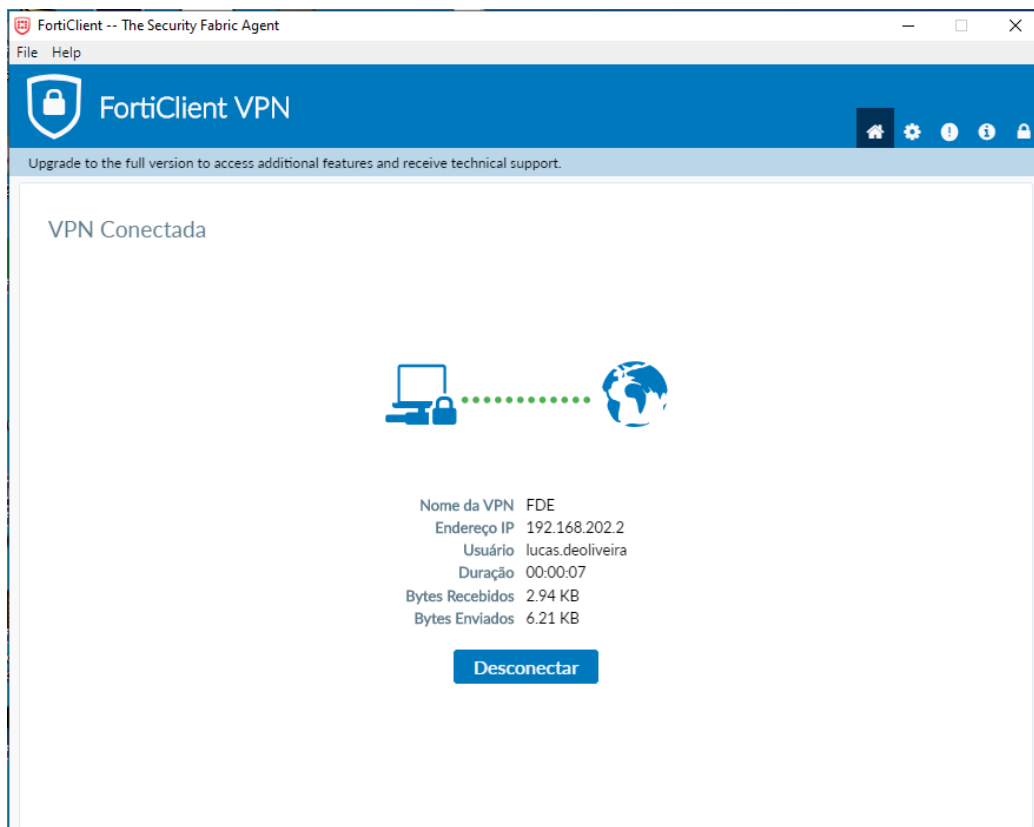 FortiClient -- The Security Fabric Agent
File Help
FortiClient VPN
Upgrade to the full version to access additional features and receive technical support.
VPN Conectada
Nome da VPN FDE
Endereço IP 192.168.202.2
Usuário lucas.deoliveira
Duração 00:00:07
Bytes Recebidos 2.94 KB
Bytes Enviados 6.21 KB
Desconectar